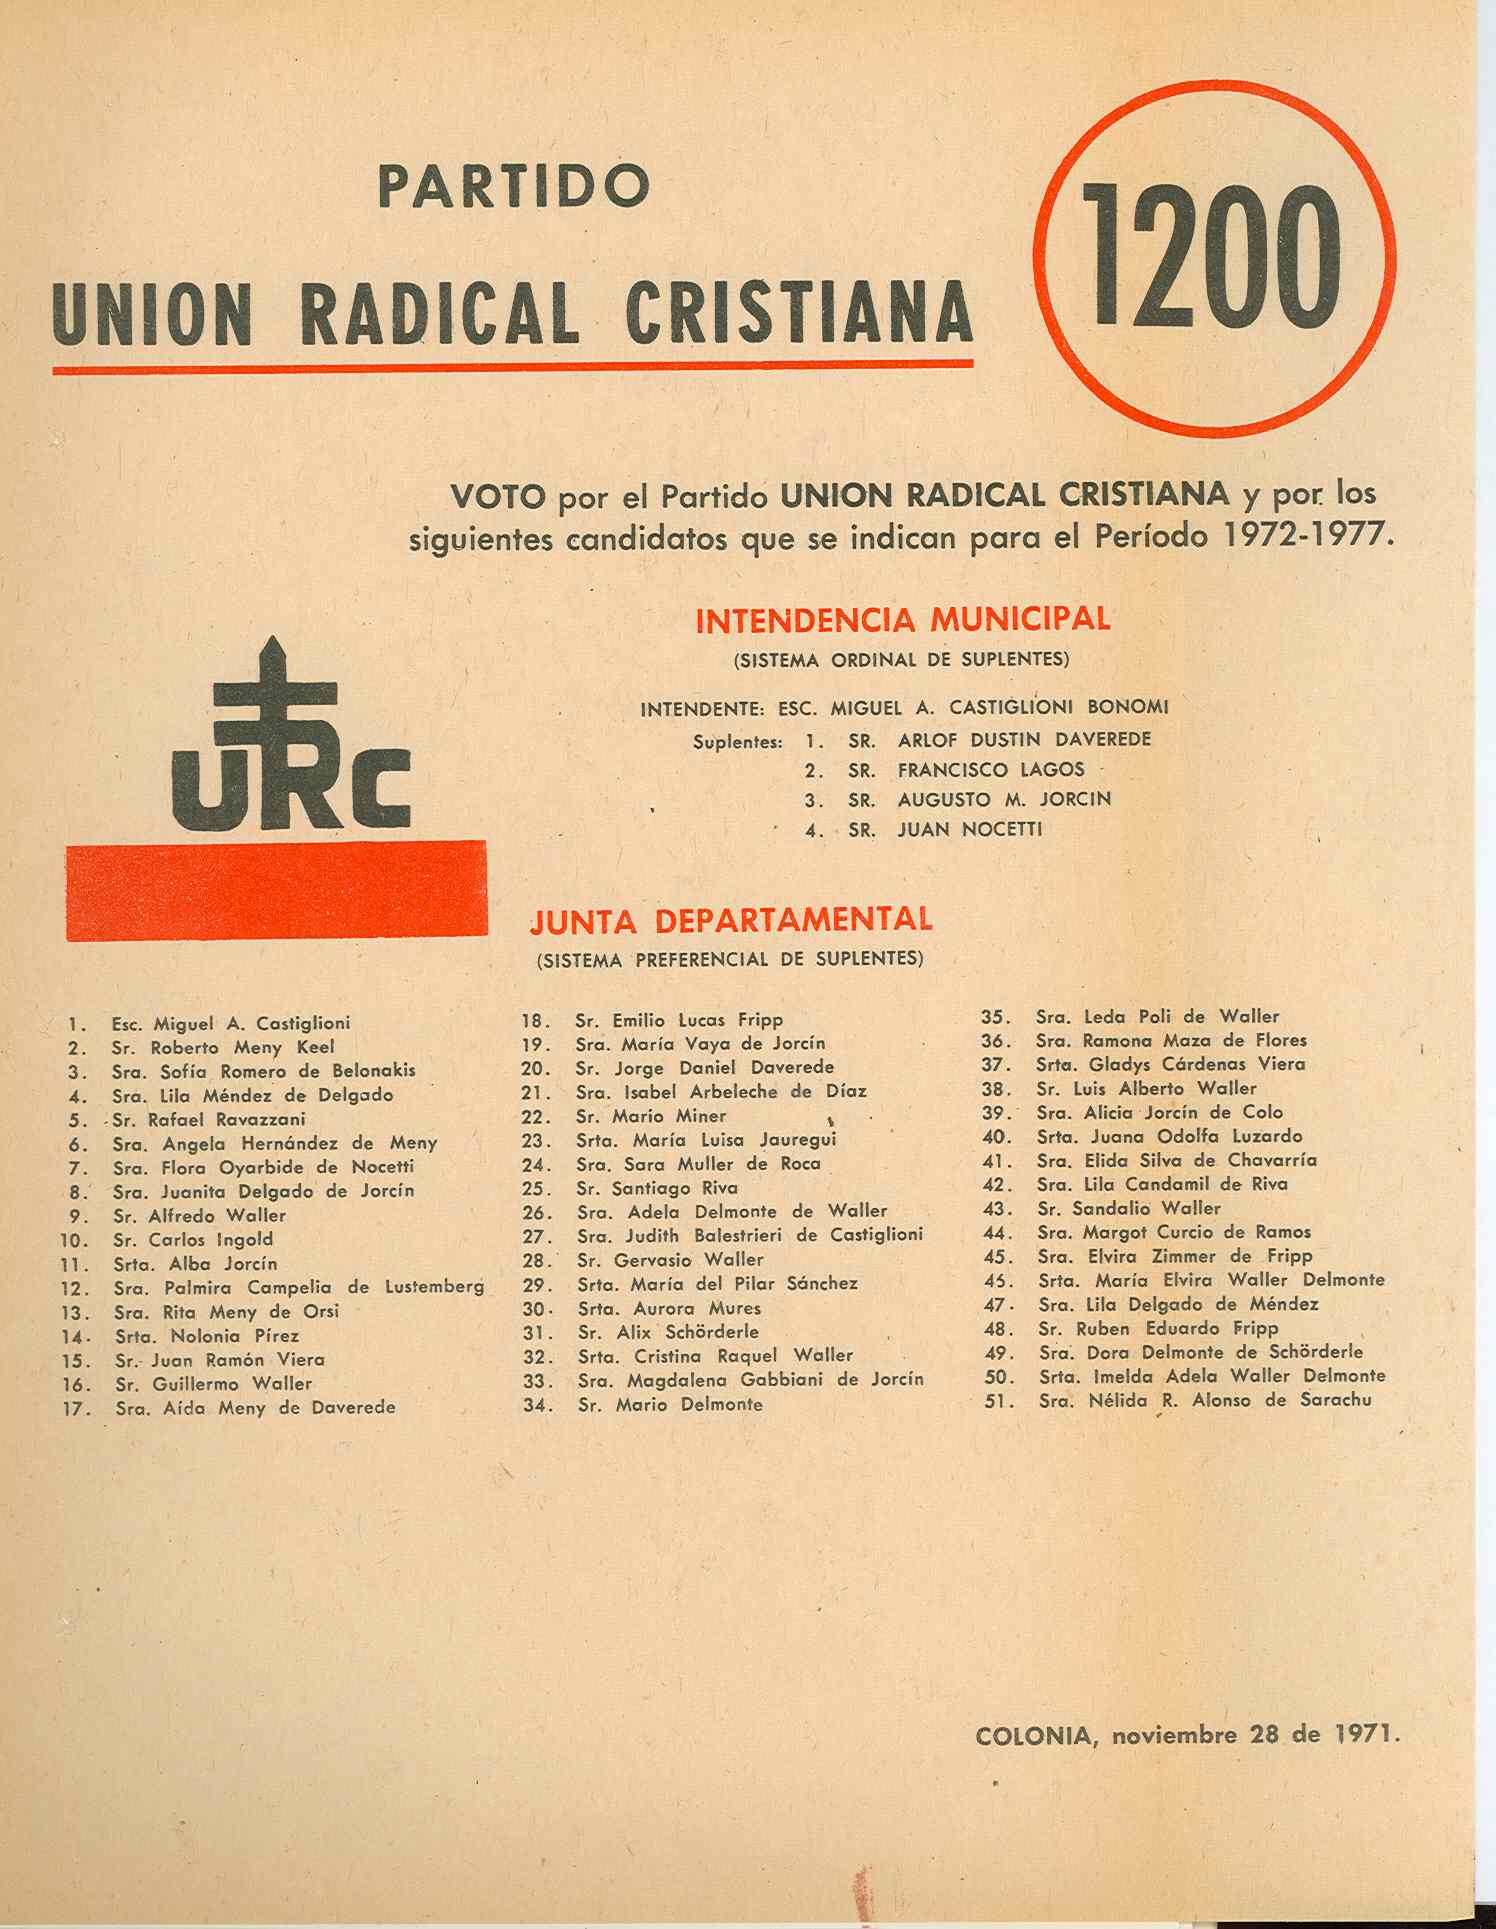 PARTIDO
UNION RADICAL CRISTIANA
1200
VOTO por el Partido UNION RADICAL CRISTIANA y por los
siguientes candidatos que se indican para el Período 1972-1977.
INTENDENCIA MUNICIPAL
(SISTEMA ORDINAL DE SUPLENTES)
INTENDENTE: ESC. MIGUEL A. CASTIGLIONI BONOMI
Suplentes: 1. SR. ARLOF DUSTIN DAVEREDE
2. SR. FRANCISCO LAGOS
3. SR. AUGUSTO M. JORCIN
4. SR. JUAN NOCETTI
URC
JUNTA DEPARTAMENTAL
(SISTEMA PREFERENCIAL DE SUPLENTES)
1. Esc. Miguel A. Castiglioni
2. Sr. Roberto Meny Keel
3. Sra. Sofía Romero de Belonakis
4. Sra. Lila Méndez de Delgado
5. Sr. Rafael Ravazzani
6. Sra. Angela Hernández de Meny
7. Sra. Flora Oyarbide de Nocetti
8. Sra. Juanita Delgado de Jorcín
9. Sr. Alfredo Waller
10. Sr. Carlos Ingold
11. Srta. Alba Jorcín
12. Sra. Palmira Campelia de Lustemberg
13. Sra. Rita Meny de Orsi
14. Srta. Nolonia Pírez
15. Sr. Juan Ramón Viera
16. Sr. Guillermo Waller
17. Sra. Aída Meny de Daverede
18. Sr. Emilio Lucas Fripp
19. Sra. María Vaya de Jorcín
20. Sr. Jorge Daniel Daverede
21. Sra. Isabel Arbeleche de Díaz
22. Sr. Mario Miner
23. Srta. María Luisa Jauregui
24. Sra. Sara Muller de Roca
25. Sr. Santiago Riva
26. Sra. Adela Delmonte de Waller
27. Sra. Judith Balestrieri de Castiglioni
28. Sr. Gervasio Waller
29. Srta. María del Pilar Sánchez
30. Srta. Aurora Mures
31. Sr. Alix Schörderle
32. Srta. Cristina Raquel Waller
33. Sra. Magdalena Gabbiani de Jorcín
34. Sr. Mario Delmonte
35. Sra. Leda Poli de Waller
36. Sra. Ramona Maza de Flores
37. Srta. Gladys Cárdenas Viera
38. Sr. Luis Alberto Waller
39. Sra. Alicia Jorcín de Colo
40. Srta. Juana Odolfa Luzardo
41. Sra. Elida Silva de Chavarría
42. Sra. Lila Candamil de Riva
43. Sr. Sandalio Waller
44. Sra. Margot Curcio de Ramos
45. Sra. Elvira Zimmer de Fripp
46. Srta. María Elvira Waller Delmonte
47. Sra. Lila Delgado de Méndez
48. Sr. Ruben Eduardo Fripp
49. Sra. Dora Delmonte de Schörderle
50. Srta. Imelda Adela Waller Delmonte
51. Sra. Nélida R. Alonso de Sarachu
COLONIA, noviembre 28 de 1971.